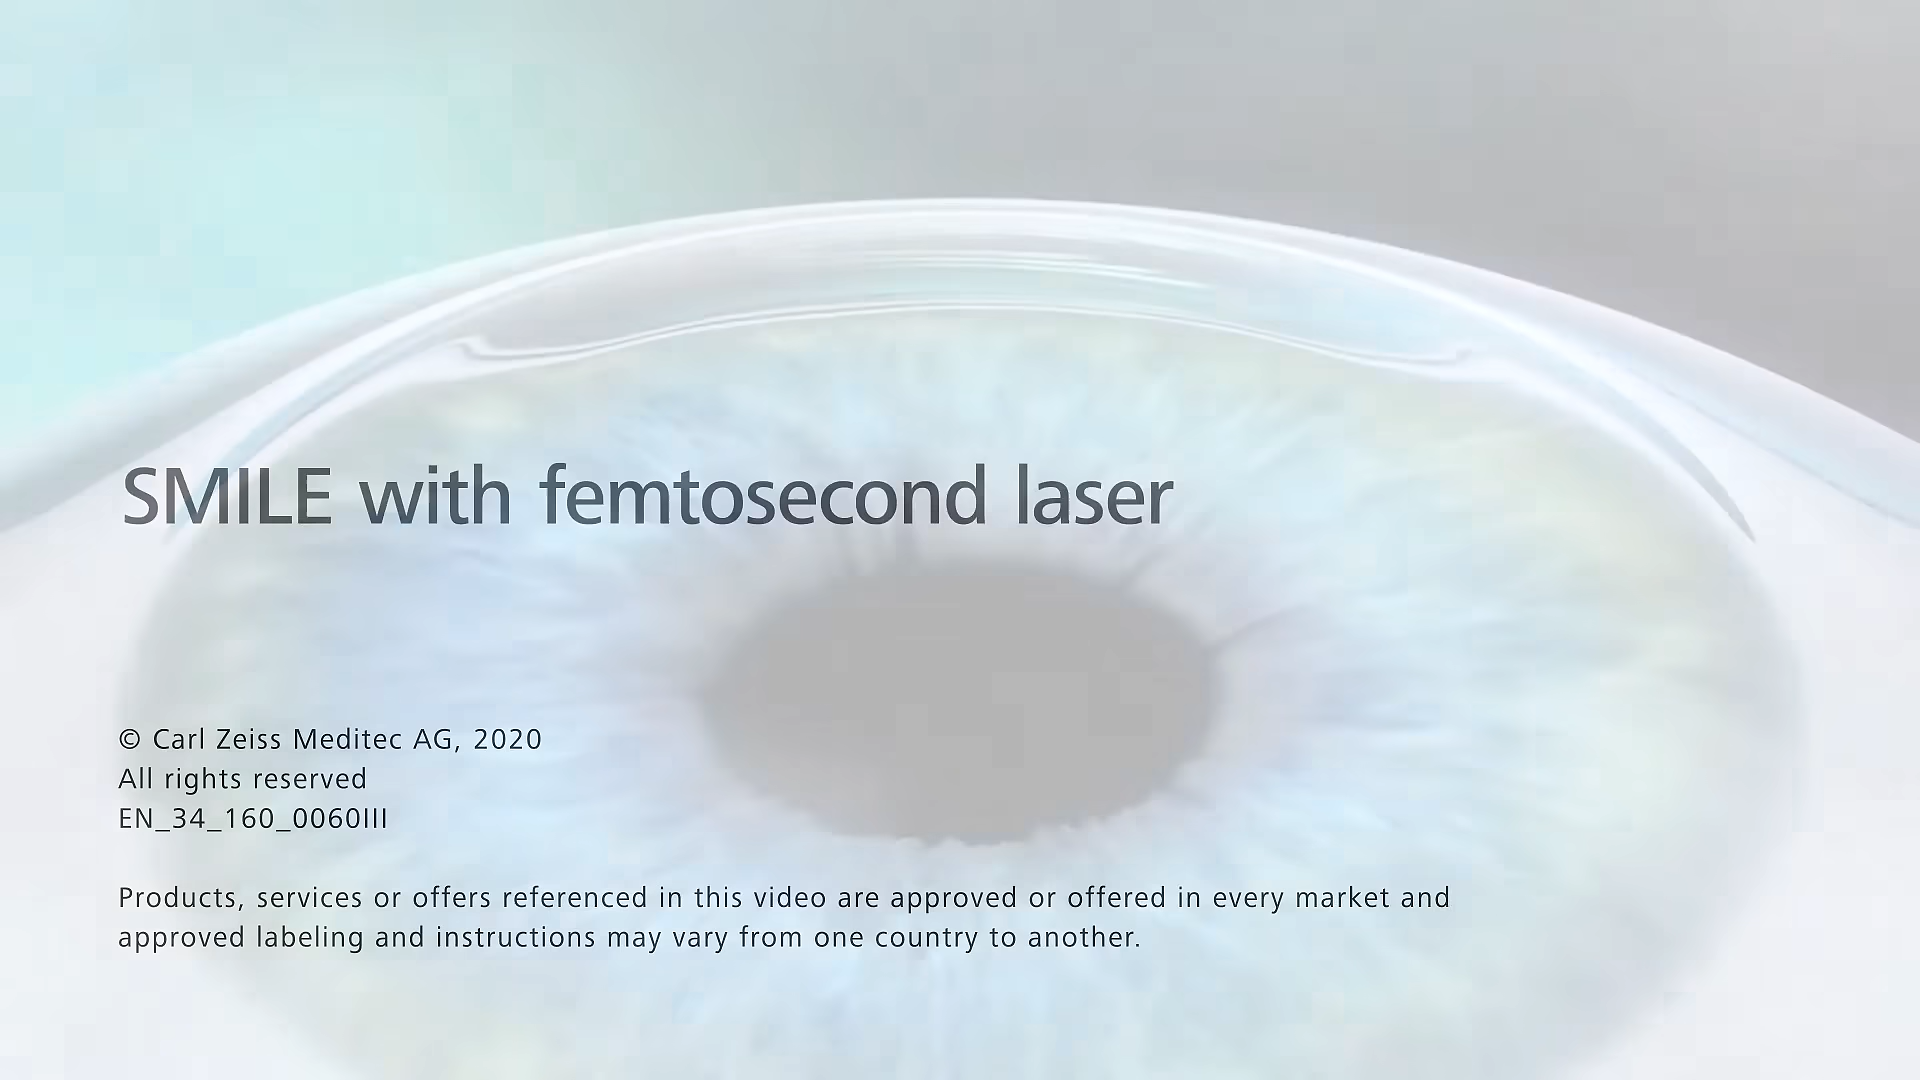 SMILE with femtosecond laser
© Carl Zeiss Meditec AG, 2020
All rights reserved
EN_34_160_0060III
Products, services or offers referenced in this video are approved or offered in every market and
approved labeling and instructions may vary from one country to another.